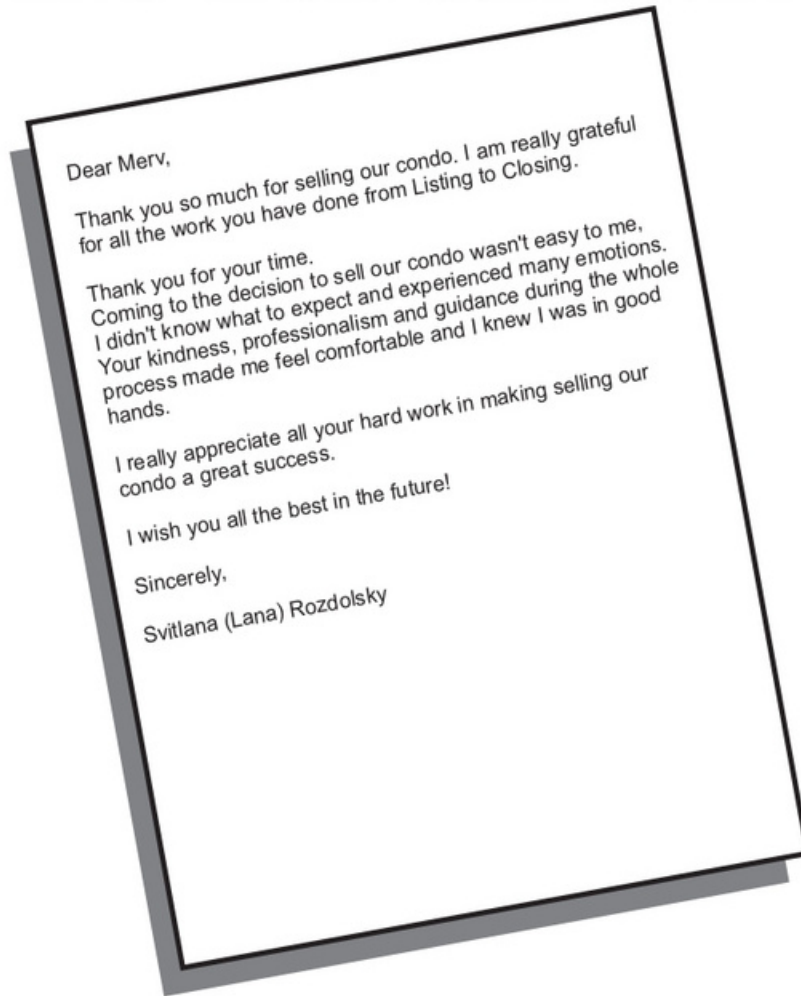 Dear Merv,
Thank you so much for selling our condo. I am really grateful
for all the work you have done from Listing to Closing.
Thank you for your time.
Coming to the decision to sell our condo wasn't easy to me,
I didn't know what to expect and experienced many emotions.
Your kindness, professionalism and guidance during the whole
process made me feel comfortable and I knew I was in good
hands.
I really appreciate all your hard work in making selling our
condo a great success.
I wish you all the best in the future!
Sincerely,
Svitlana (Lana) Rozdolsky